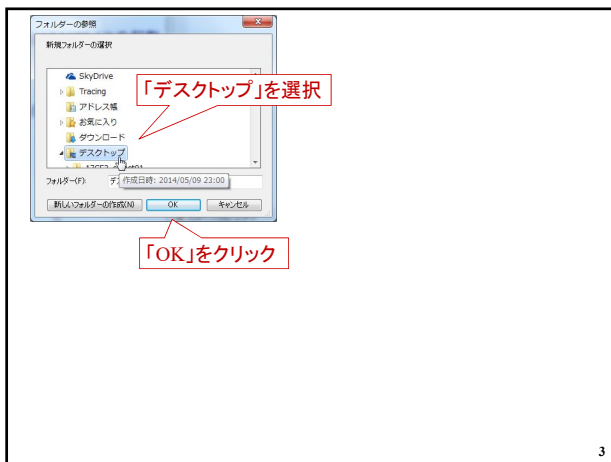 フォルダーの参照
新規フォルダーの選択
SkyDrive
Tracing
アドレス帳
お気に入り
ダウンロード
デスクトップ
「デスクトップ」を選択
フォルダー(F):
作成日時: 2014/05/09 23:00
新しいフォルダーの作成(N)
OK
キャンセル
「OK」をクリック
3